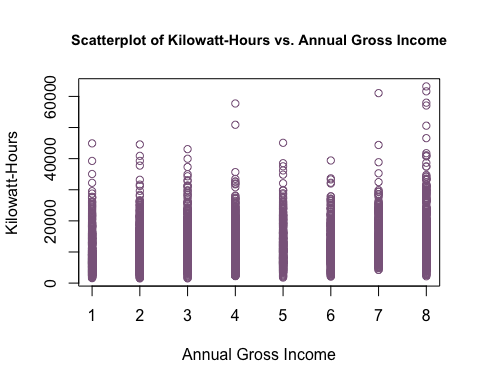 Scatterplot of Kilowatt-Hours vs. Annual Gross Income
Kilowatt-Hours
60000
40000
20000
0
1 2 3 4 5 6 7 8
Annual Gross Income